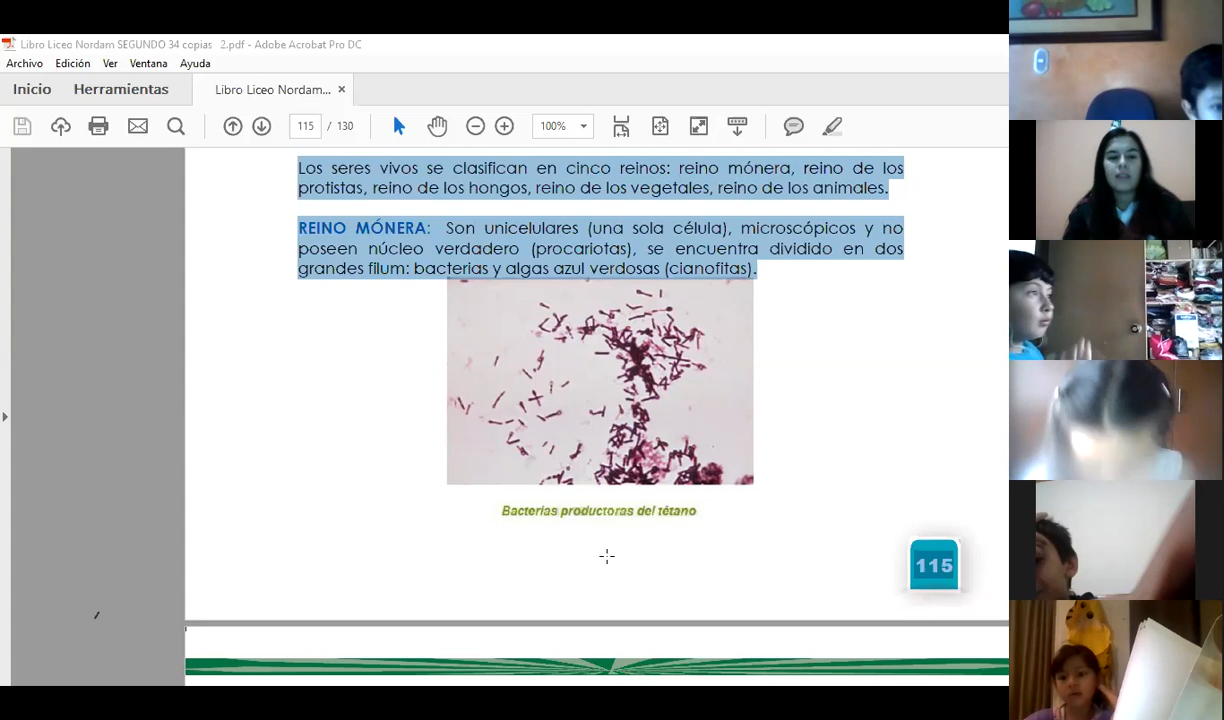 Libro Liceo Nordam SEGUNDO 34 copias 2.pdf - Adobe Acrobat Pro DC
Archivo Edición Ver Ventana Ayuda
Inicio Herramientas Libro Liceo Nordam... ×
115 / 130 100%
Los seres vivos se clasifican en cinco reinos: reino mónera, reino de los
protistas, reino de los hongos, reino de los vegetales, reino de los animales.
REINO MÓNERA: Son unicelulares (una sola célula), microscópicos y no
poseen núcleo verdadero (procariotas), se encuentra dividido en dos
grandes filum: bacterias y algas azul verdosas (cianofitas).
Bacterias productoras del tétano
115